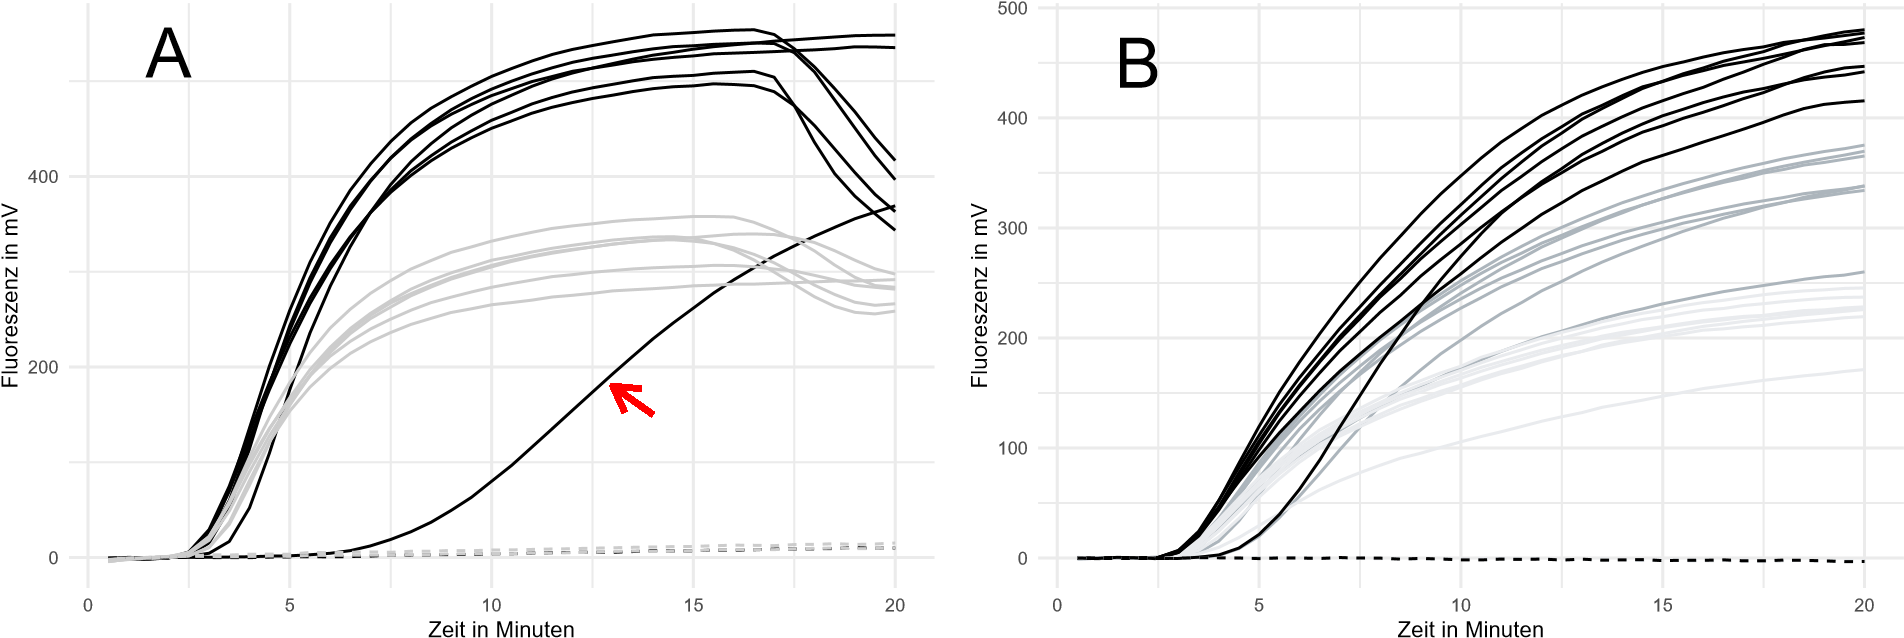 A
Fluoreszenz in mV
400
200
0
0 5 10 15 20
Zeit in Minuten
B
Fluoreszenz in mV
500
400
300
200
100
0
0 5 10 15 20
Zeit in Minuten